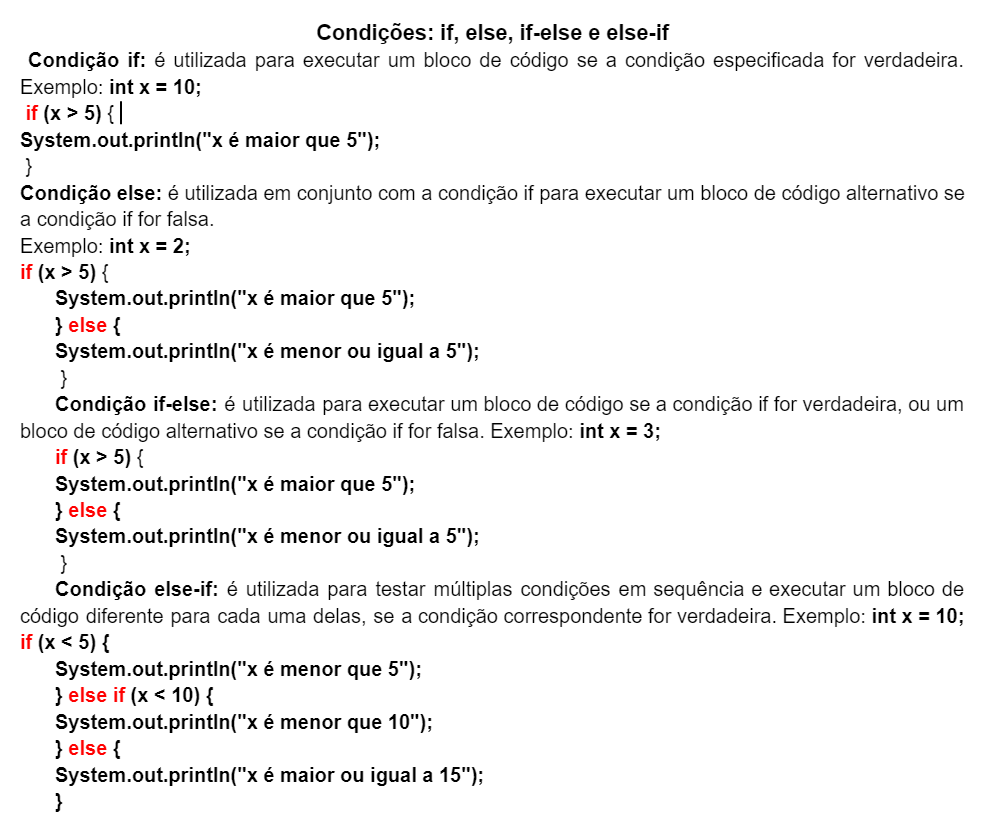 Condições: if, else, if-else e else-if
Condição if: é utilizada para executar um bloco de código se a condição especificada for verdadeira.
Exemplo: int x = 10;
if (x > 5) {
System.out.println("x é maior que 5");
}
Condição else: é utilizada em conjunto com a condição if para executar um bloco de código alternativo se
a condição if for falsa.
Exemplo: int x = 2;
if (x > 5) {
System.out.println("x é maior que 5");
} else {
System.out.println("x é menor ou igual a 5");
}
Condição if-else: é utilizada para executar um bloco de código se a condição if for verdadeira, ou um
bloco de código alternativo se a condição if for falsa. Exemplo: int x = 3;
if (x > 5) {
System.out.println("x é maior que 5");
} else {
System.out.println("x é menor ou igual a 5");
}
Condição else-if: é utilizada para testar múltiplas condições em sequência e executar um bloco de
código diferente para cada uma delas, se a condição correspondente for verdadeira. Exemplo: int x = 10;
if (x < 5) {
System.out.println("x é menor que 5");
} else if (x < 10) {
System.out.println("x é menor que 10");
} else {
System.out.println("x é maior ou igual a 15");
}